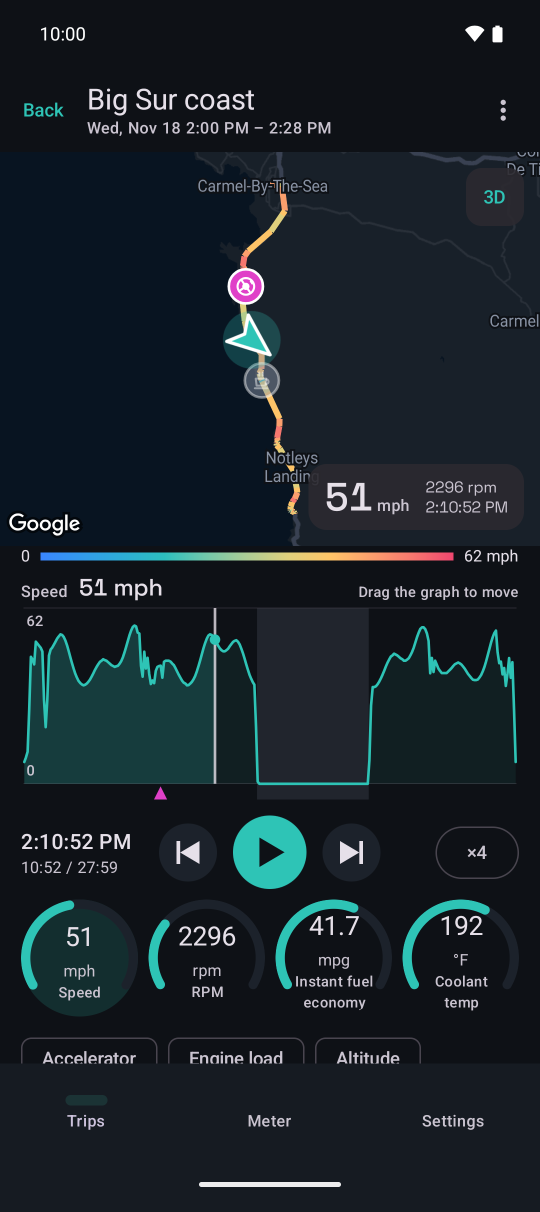 10:00
Back
Big Sur coast
Wed, Nov 18 2:00 PM – 2:28 PM
De Ti
Carmel-By-The-Sea
3D
Carmel
Notleys
Landing
51 mph
2296 rpm
2:10:52 PM
Google
0
62 mph
Speed 51 mph
Drag the graph to move
62
0
2:10:52 PM
10:52 / 27:59
×4
51
mph
Speed
2296
rpm
RPM
41.7
mpg
Instant fuel
economy
192
°F
Coolant
temp
Accelerator
Engine load
Altitude
Trips
Meter
Settings